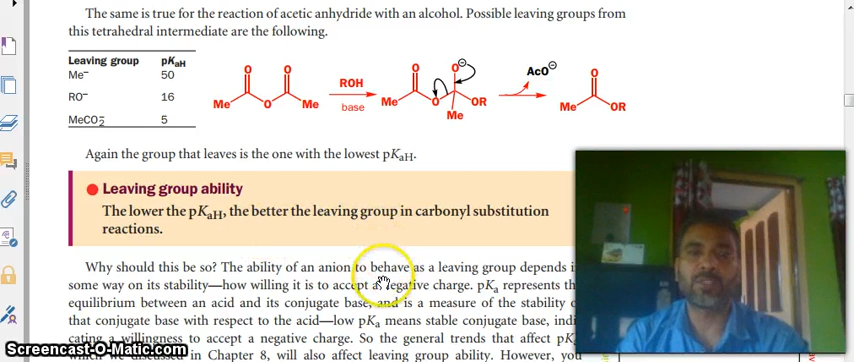 The same is true for the reaction of acetic anhydride with an alcohol. Possible leaving groups from
this tetrahedral intermediate are the following.
Leaving group pKaH
Me⁻ 50
RO⁻ 16
MeCO₂⁻ 5
O O ROH O O⊖ AcO⊖ O
Me O Me base Me O OR Me OR
Me
Again the group that leaves is the one with the lowest pKaH.
● Leaving group ability
The lower the pKaH, the better the leaving group in carbonyl substitution
reactions.
Why should this be so? The ability of an anion to behave as a leaving group depends
some way on its stability—how willing it is to accept a negative charge. pKa represents
equilibrium between an acid and its conjugate base, and is a measure of the stability
that conjugate base with respect to the acid—low pKa means stable conjugate base,
cating a willingness to accept a negative charge. So the general trends that affect
discussed in Chapter 8, will also affect leaving group ability. However, you
Screencast-O-Matic.com